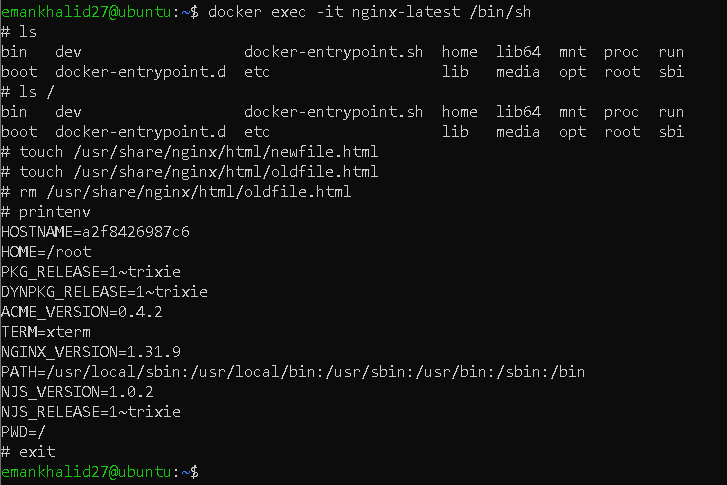 emankhalid27@ubuntu:~$ docker exec -it nginx-latest /bin/sh
# ls
bin   dev                  docker-entrypoint.sh  home  lib64  mnt  proc  run
boot  docker-entrypoint.d  etc                   lib   media  opt  root  sbi
# ls /
bin   dev                  docker-entrypoint.sh  home  lib64  mnt  proc  run
boot  docker-entrypoint.d  etc                   lib   media  opt  root  sbi
# touch /usr/share/nginx/html/newfile.html
# touch /usr/share/nginx/html/oldfile.html
# rm /usr/share/nginx/html/oldfile.html
# printenv
HOSTNAME=a2f8426987c6
HOME=/root
PKG_RELEASE=1~trixie
DYNPKG_RELEASE=1~trixie
ACME_VERSION=0.4.2
TERM=xterm
NGINX_VERSION=1.31.9
PATH=/usr/local/sbin:/usr/local/bin:/usr/sbin:/usr/bin:/sbin:/bin
NJS_VERSION=1.0.2
NJS_RELEASE=1~trixie
PWD=/
# exit
emankhalid27@ubuntu:~$